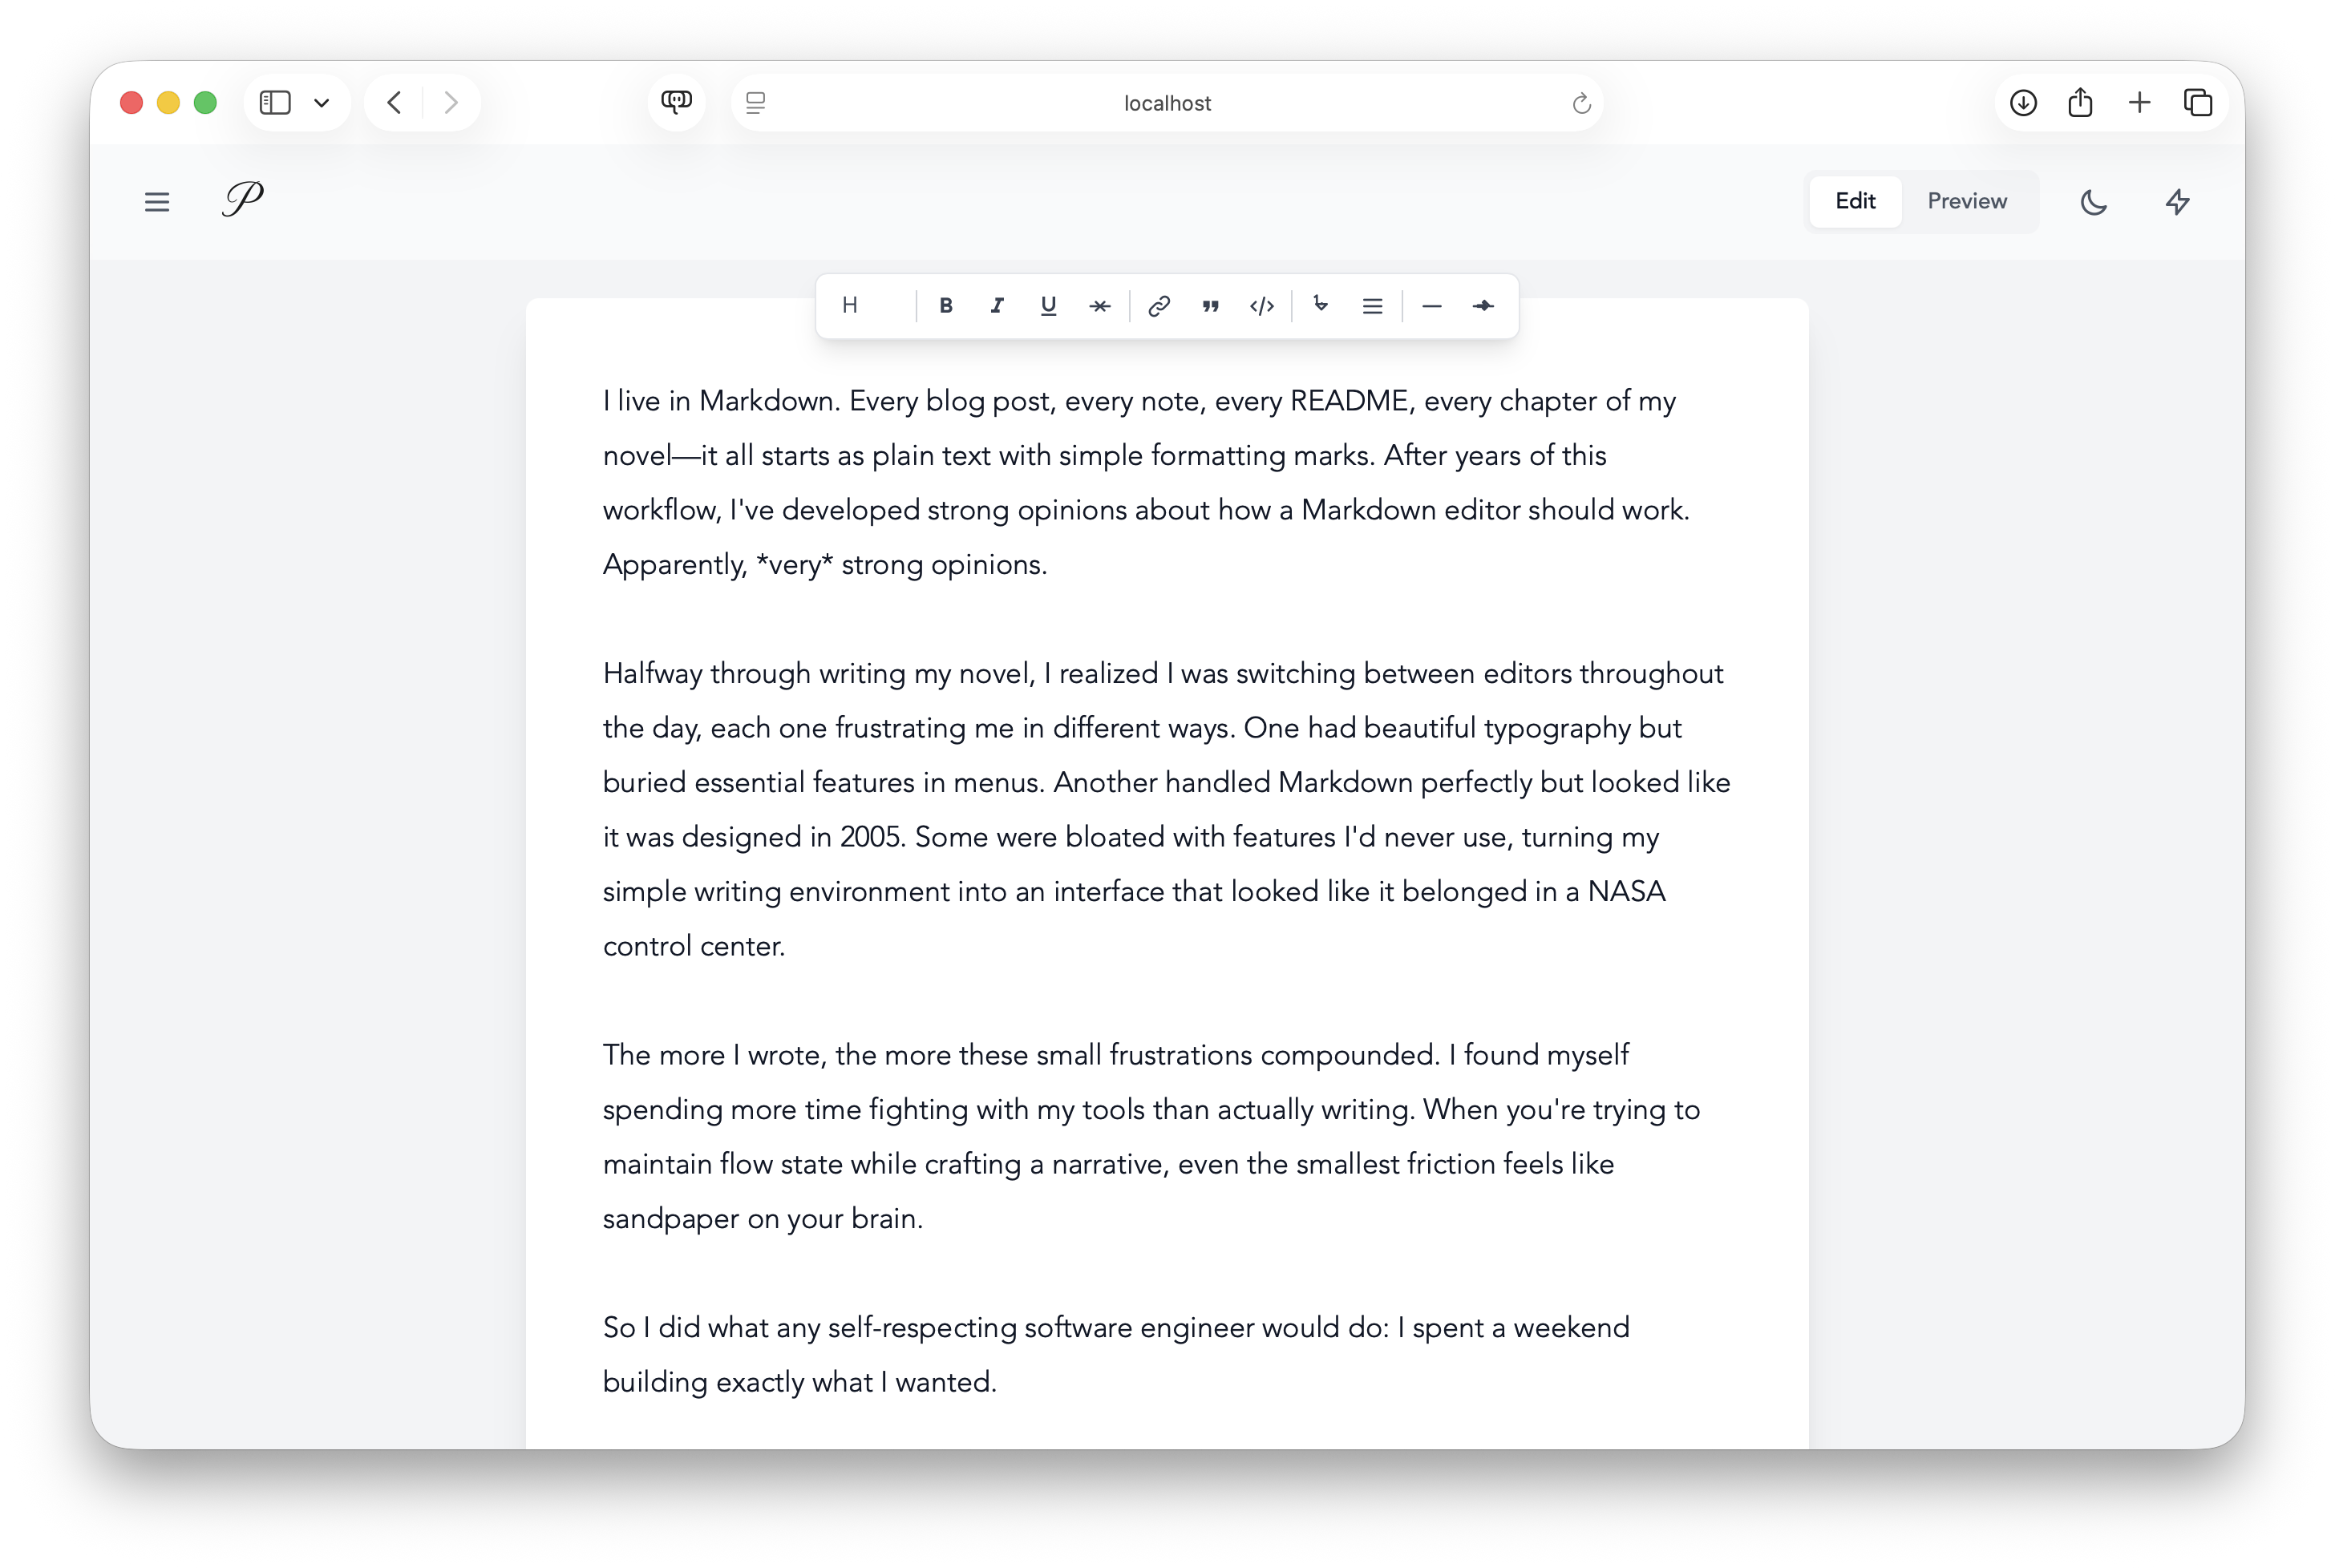 localhost
P
Edit Preview
H B I U
I live in Markdown. Every blog post, every note, every README, every chapter of my
novel—it all starts as plain text with simple formatting marks. After years of this
workflow, I've developed strong opinions about how a Markdown editor should work.
Apparently, *very* strong opinions.
Halfway through writing my novel, I realized I was switching between editors throughout
the day, each one frustrating me in different ways. One had beautiful typography but
buried essential features in menus. Another handled Markdown perfectly but looked like
it was designed in 2005. Some were bloated with features I'd never use, turning my
simple writing environment into an interface that looked like it belonged in a NASA
control center.
The more I wrote, the more these small frustrations compounded. I found myself
spending more time fighting with my tools than actually writing. When you're trying to
maintain flow state while crafting a narrative, even the smallest friction feels like
sandpaper on your brain.
So I did what any self-respecting software engineer would do: I spent a weekend
building exactly what I wanted.